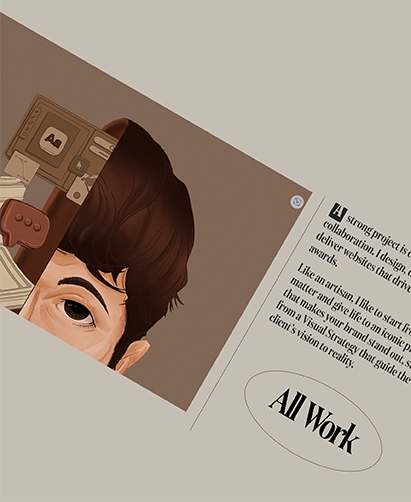 A strong project is
collaboration. I design,
deliver websites that drive
awards.
Like an artisan, I like to start
matter and give life to an iconic
that makes your brand stand out,
from a Visual Strategy that guide the
client's vision to reality.
All Work